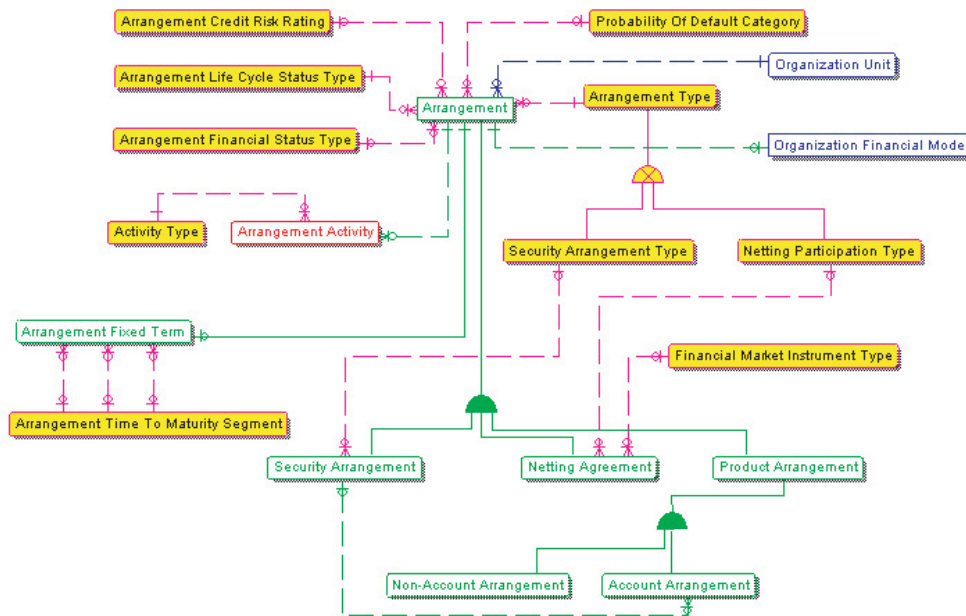 Arrangement Credit Risk Rating
Probability Of Default Category
Organization Unit
Arrangement Life Cycle Status Type
Arrangement Type
Arrangement
Arrangement Financial Status Type
Organization Financial Mode
Activity Type
Arrangement Activity
Security Arrangement Type
Netting Participation Type
Arrangement Fixed Term
Financial Market Instrument Type
Arrangement Time To Maturity Segment
Security Arrangement
Netting Agreement
Product Arrangement
Non-Account Arrangement
Account Arrangement